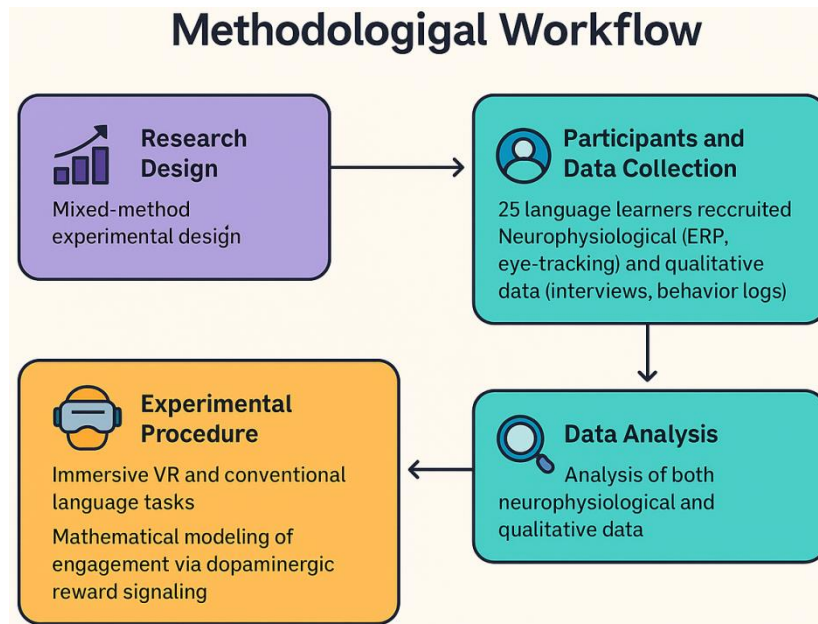 Methodologigal Workflow
Research
Design
Mixed-method
experimental design
Participants and
Data Collection
25 language learners reccruited
Neurophysiological (ERP,
eye-tracking) and qualitative
data (interviews, behavior logs)
Data Analysis
Analysis of both
neurophysiological and
qualitative data
Experimental
Procedure
Immersive VR and conventional
language tasks
Mathematical modeling of
engagement via dopaminergic
reward signaling